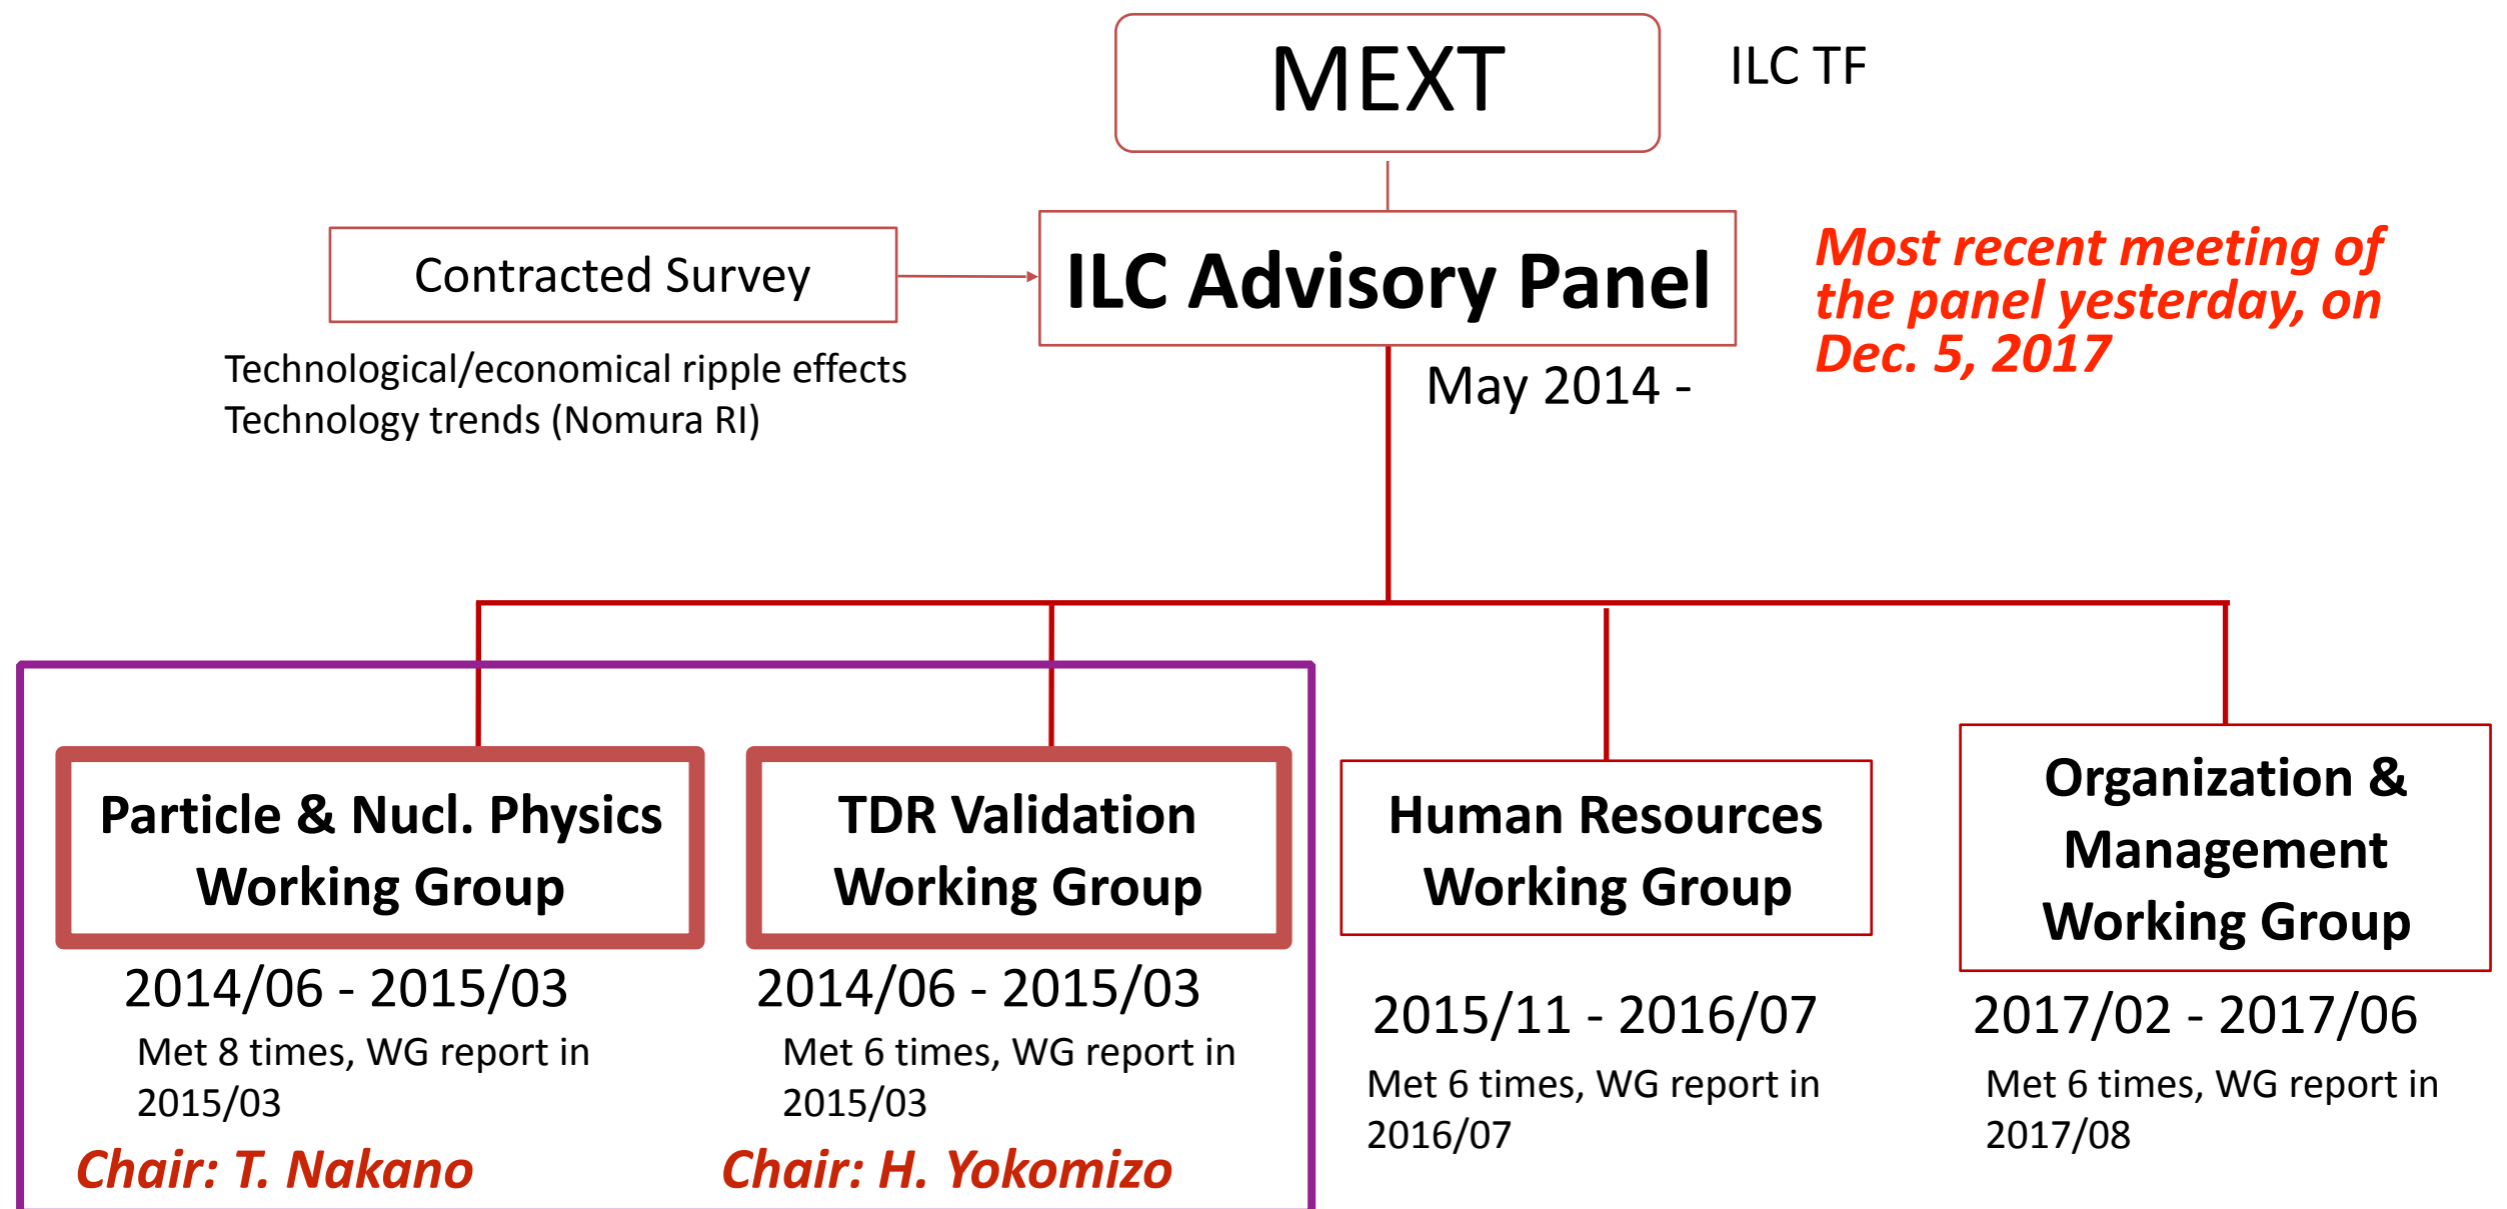 MEXT
ILC TF
Contracted Survey
ILC Advisory Panel
Most recent meeting of
the panel yesterday, on
Dec. 5, 2017
Technological/economical ripple effects
Technology trends (Nomura RI)
May 2014 -
Particle & Nucl. Physics
Working Group
2014/06 - 2015/03
Met 8 times, WG report in
2015/03
Chair: T. Nakano
TDR Validation
Working Group
2014/06 - 2015/03
Met 6 times, WG report in
2015/03
Chair: H. Yokomizo
Human Resources
Working Group
2015/11 - 2016/07
Met 6 times, WG report in
2016/07
Organization &
Management
Working Group
2017/02 - 2017/06
Met 6 times, WG report in
2017/08